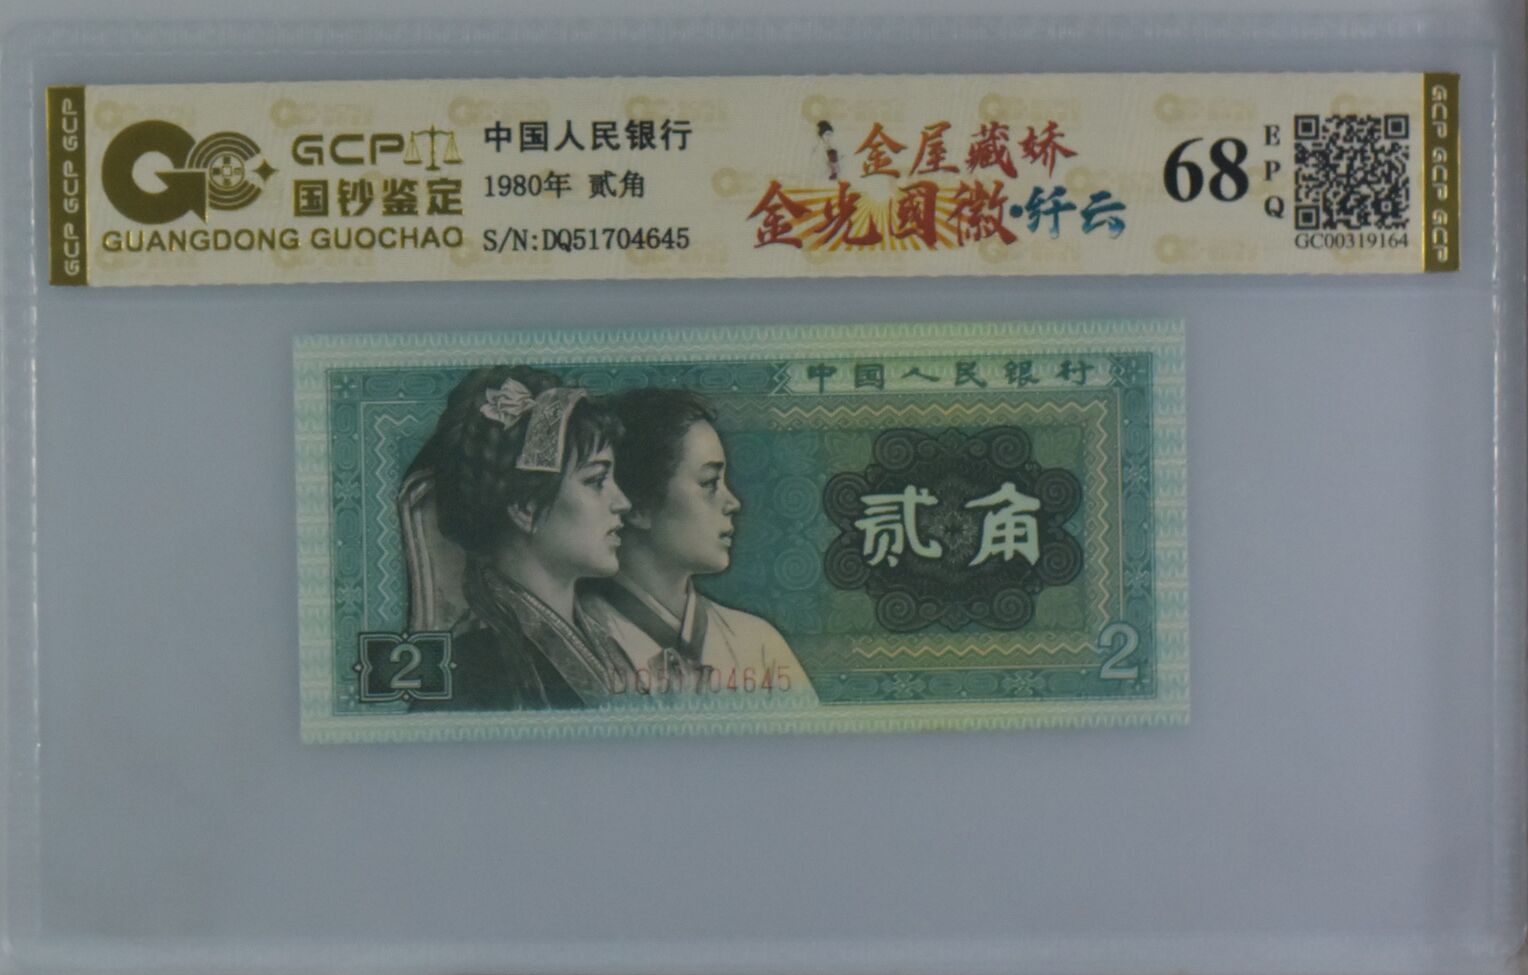 GCP GCP GCP
GCP
国钞鉴定
GUANGDONG GUOCHAO
中国人民银行
1980年 贰角
S/N:DQ51704645
金屋藏娇
金光國徽·纤云
68
EPQ
GC00319164
GCP GCP GCP
中国人民银行
贰角
2
2
DQ51704645